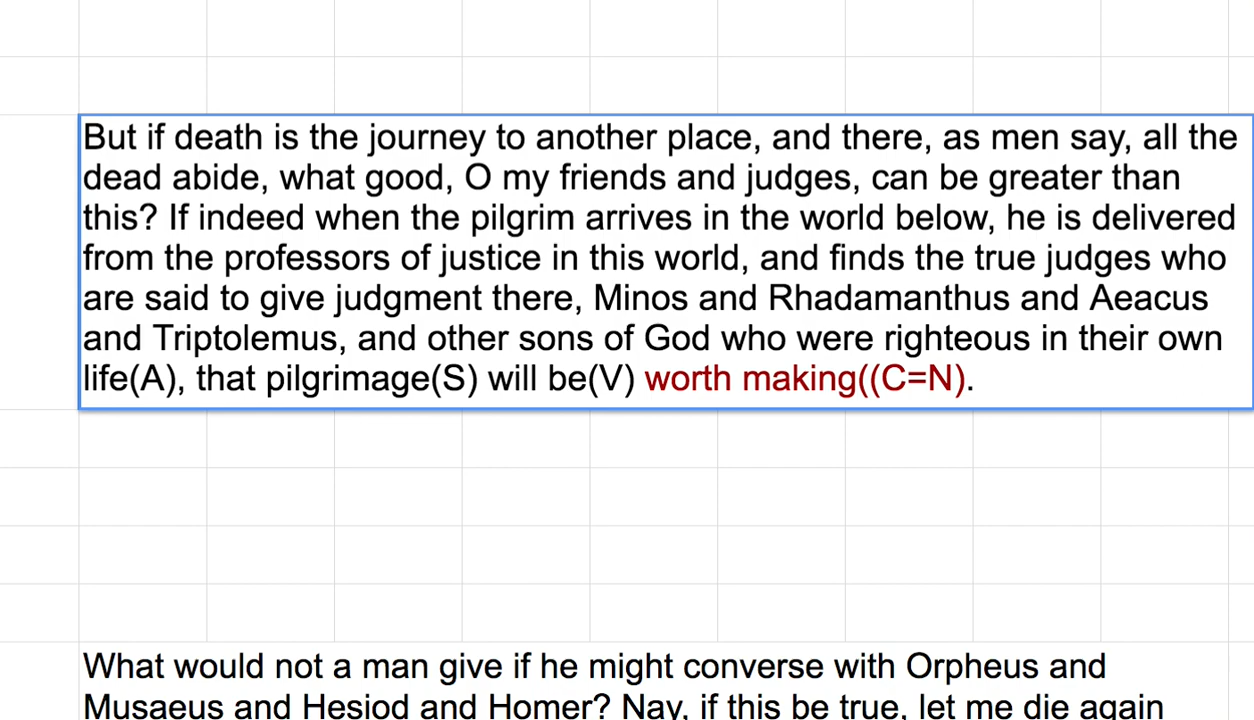 But if death is the journey to another place, and there, as men say, all the
dead abide, what good, O my friends and judges, can be greater than
this? If indeed when the pilgrim arrives in the world below, he is delivered
from the professors of justice in this world, and finds the true judges who
are said to give judgment there, Minos and Rhadamanthus and Aeacus
and Triptolemus, and other sons of God who were righteous in their own
life(A), that pilgrimage(S) will be(V) worth making((C=N).
What would not a man give if he might converse with Orpheus and
Musaeus and Hesiod and Homer? Nay, if this be true, let me die again